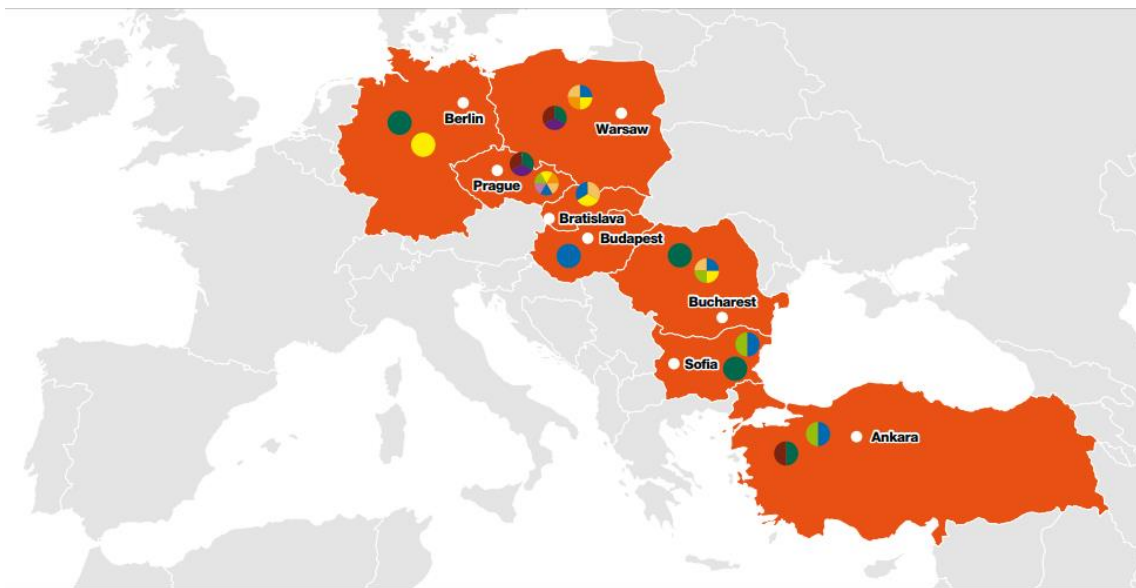 Berlin
Warsaw
Prague
Bratislava
Budapest
Bucharest
Sofia
Ankara